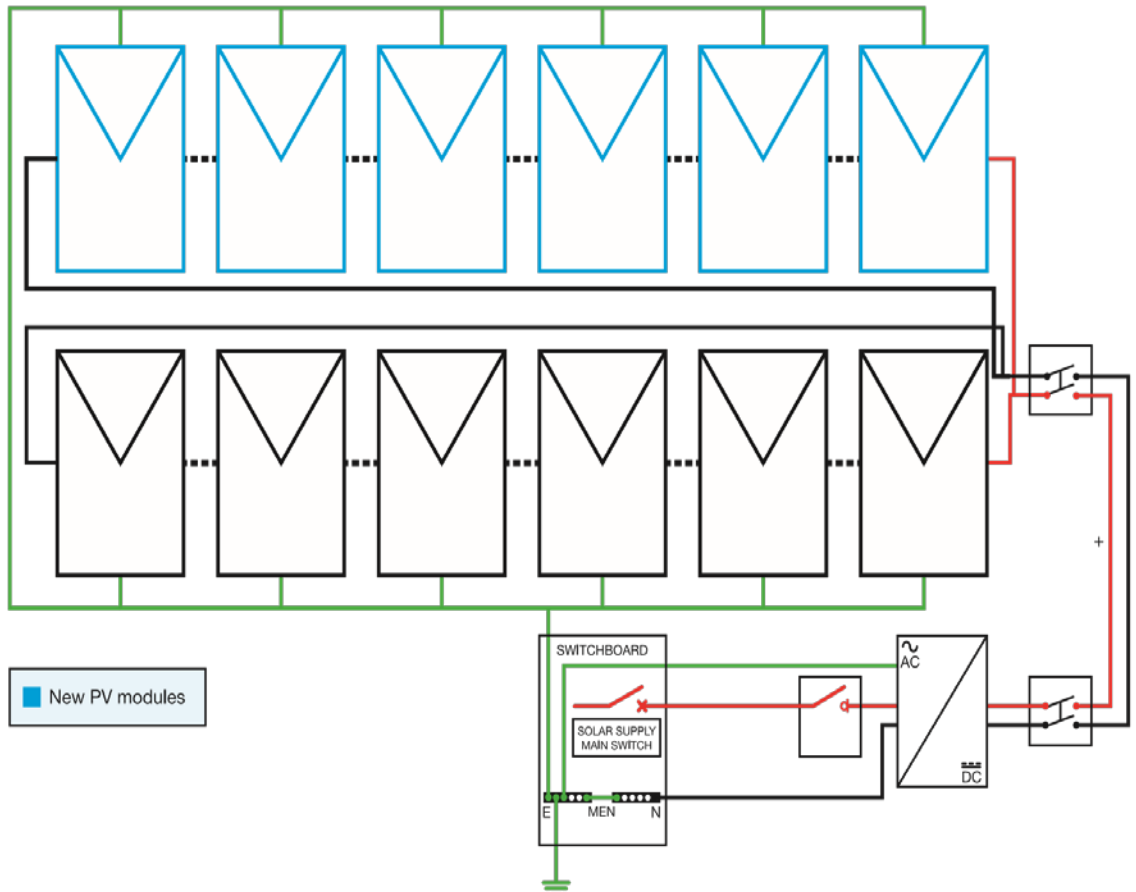 +
SWITCHBOARD
AC
New PV modules
SOLAR SUPPLY
MAIN SWITCH
DC
E
MEN
N